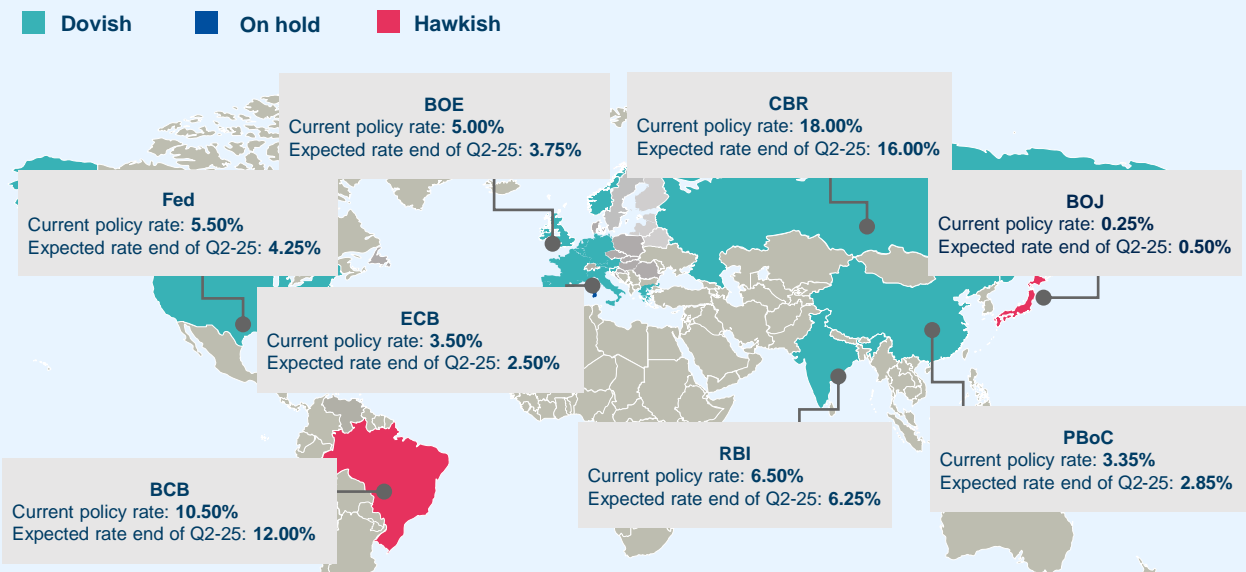 Dovish
On hold
Hawkish
BOE
Current policy rate: 5.00%
Expected rate end of Q2-25: 3.75%
CBR
Current policy rate: 18.00%
Expected rate end of Q2-25: 16.00%
Fed
Current policy rate: 5.50%
Expected rate end of Q2-25: 4.25%
BOJ
Current policy rate: 0.25%
Expected rate end of Q2-25: 0.50%
ECB
Current policy rate: 3.50%
Expected rate end of Q2-25: 2.50%
BCB
Current policy rate: 10.50%
Expected rate end of Q2-25: 12.00%
RBI
Current policy rate: 6.50%
Expected rate end of Q2-25: 6.25%
PBoC
Current policy rate: 3.35%
Expected rate end of Q2-25: 2.85%